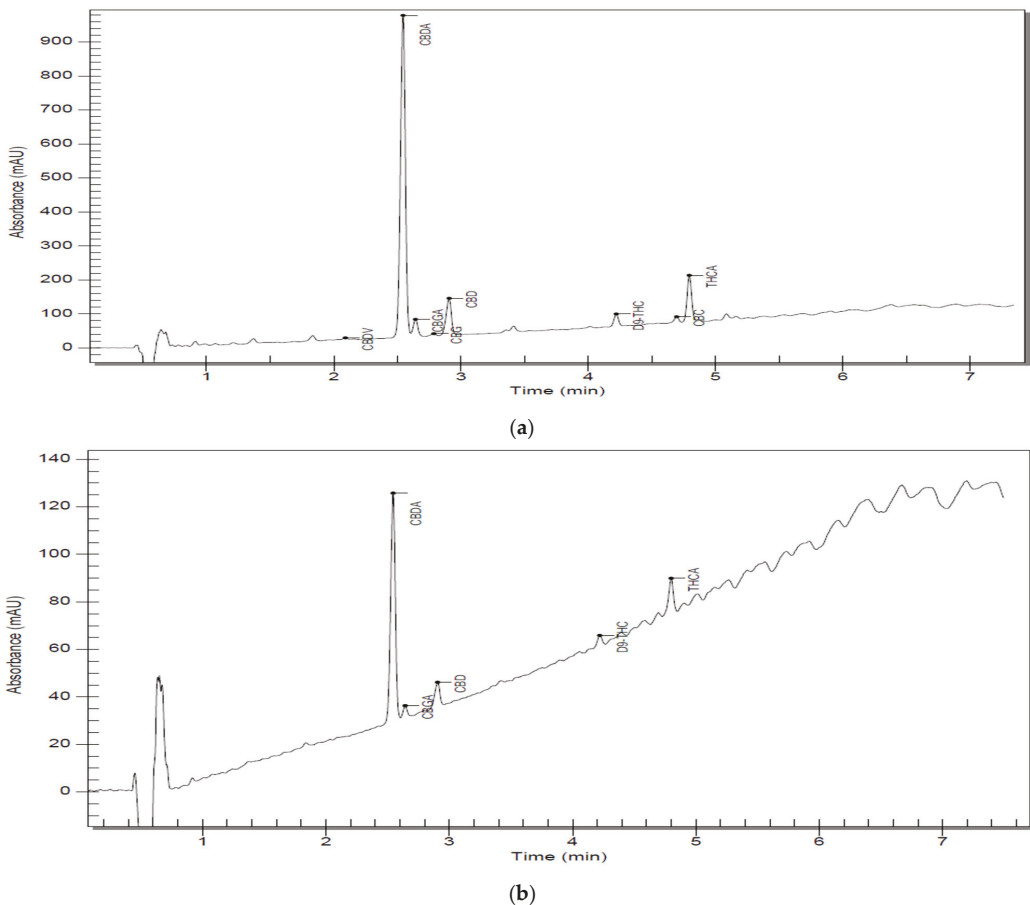 900
800
700
600
500
400
300
200
100
0
Absorbance (mAU)
CBDV
CBDA
CBGA
CBG
CBD
D9-THC
CBC
THCA
1 2 3 4 5 6 7
Time (min)
(a)
140
120
100
80
60
40
20
0
Absorbance (mAU)
CBDA
CBGA
CBD
D9-THC
THCA
1 2 3 4 5 6 7
Time (min)
(b)